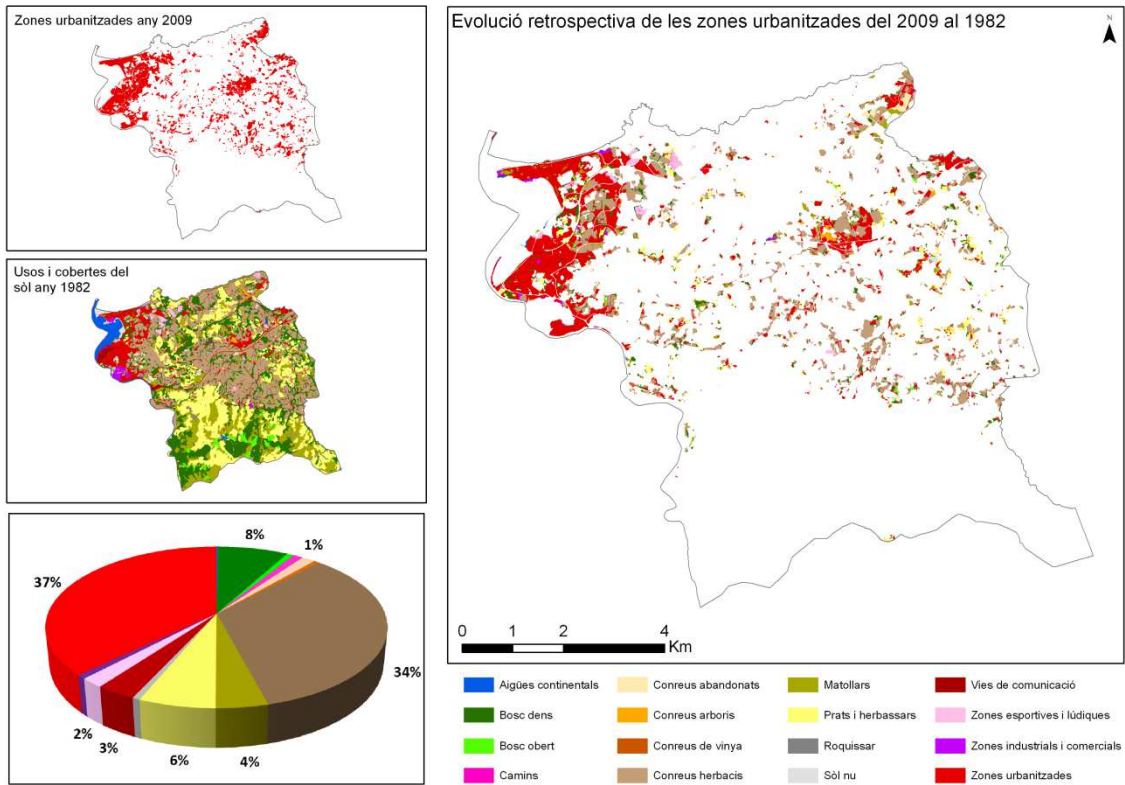 Zones urbanitzades any 2009
Evolució retrospectiva de les zones urbanitzades del 2009 al 1982
N
Usos i cobertes del
sòl any 1982
8%
1%
37%
34%
2%
3%
6%
4%
0 1 2 4
Km
Aigües continentals
Bosc dens
Bosc obert
Camins
Conreus abandonats
Conreus arboris
Conreus de vinya
Conreus herbacis
Matollars
Prats i herbassars
Roquissar
Sòl nu
Vies de comunicació
Zones esportives i lúdiques
Zones industrials i comercials
Zones urbanitzades